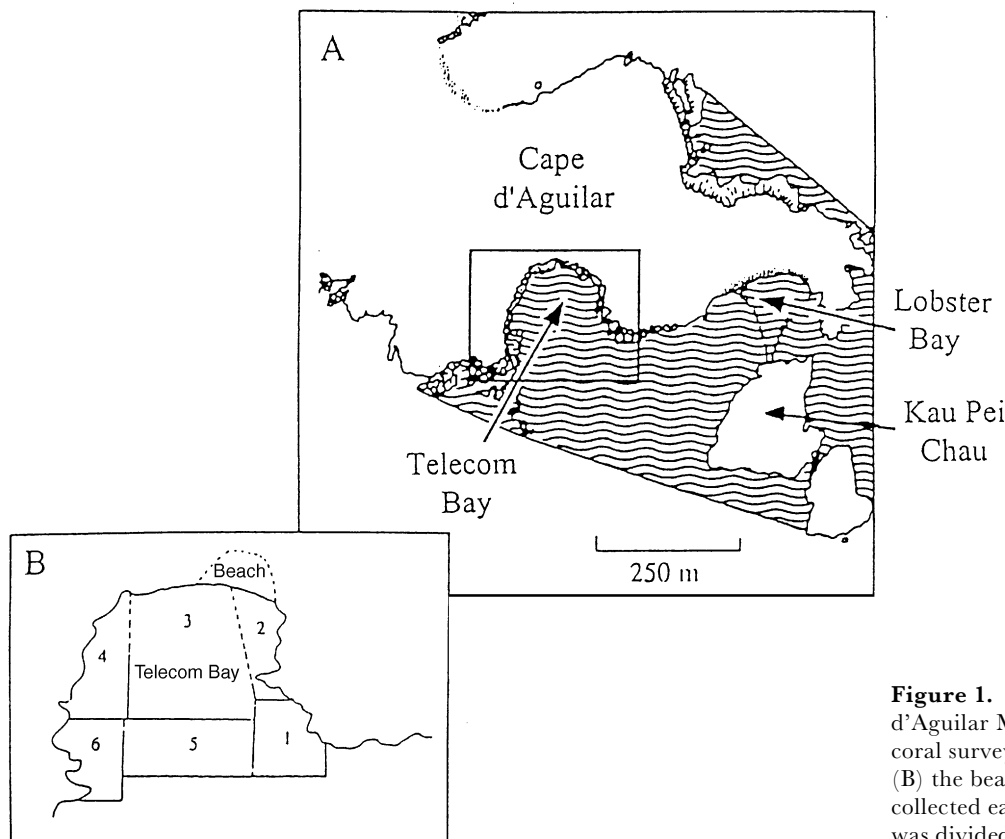 A
Cape
d'Aguilar
Lobster
Bay
Kau Pei
Chau
Telecom
Bay
250 m
B
Beach
3
2
4
Telecom Bay
6
5
1
Figure 1.
d'Aguilar M
coral survey
(B) the bea
collected ea
was divided